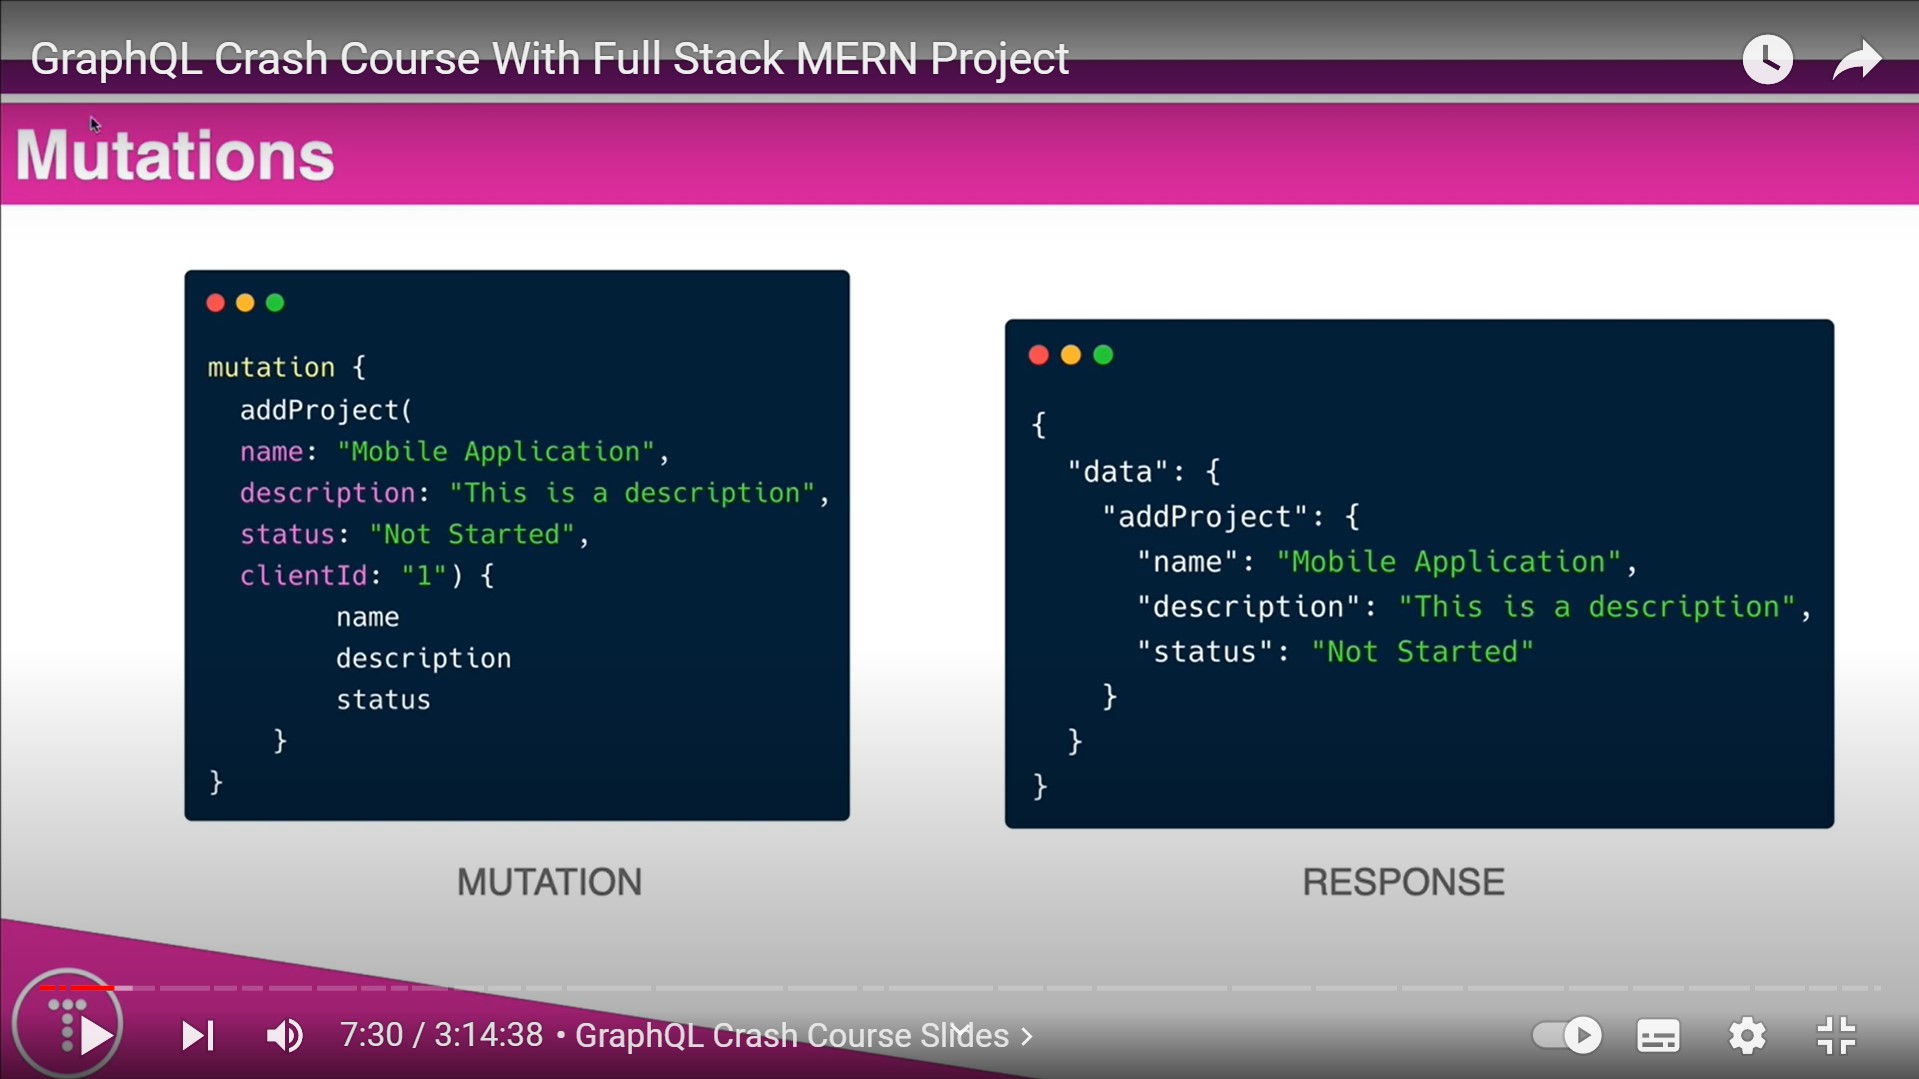 GraphQL Crash Course With Full Stack MERN Project
Mutations
mutation {
addProject(
name: "Mobile Application",
description: "This is a description",
status: "Not Started",
clientId: "1") {
name
description
status
}
}
MUTATION
{
"data": {
"addProject": {
"name": "Mobile Application",
"description": "This is a description",
"status": "Not Started"
}
}
}
RESPONSE
7:30 / 3:14:38 • GraphQL Crash Course Slides >